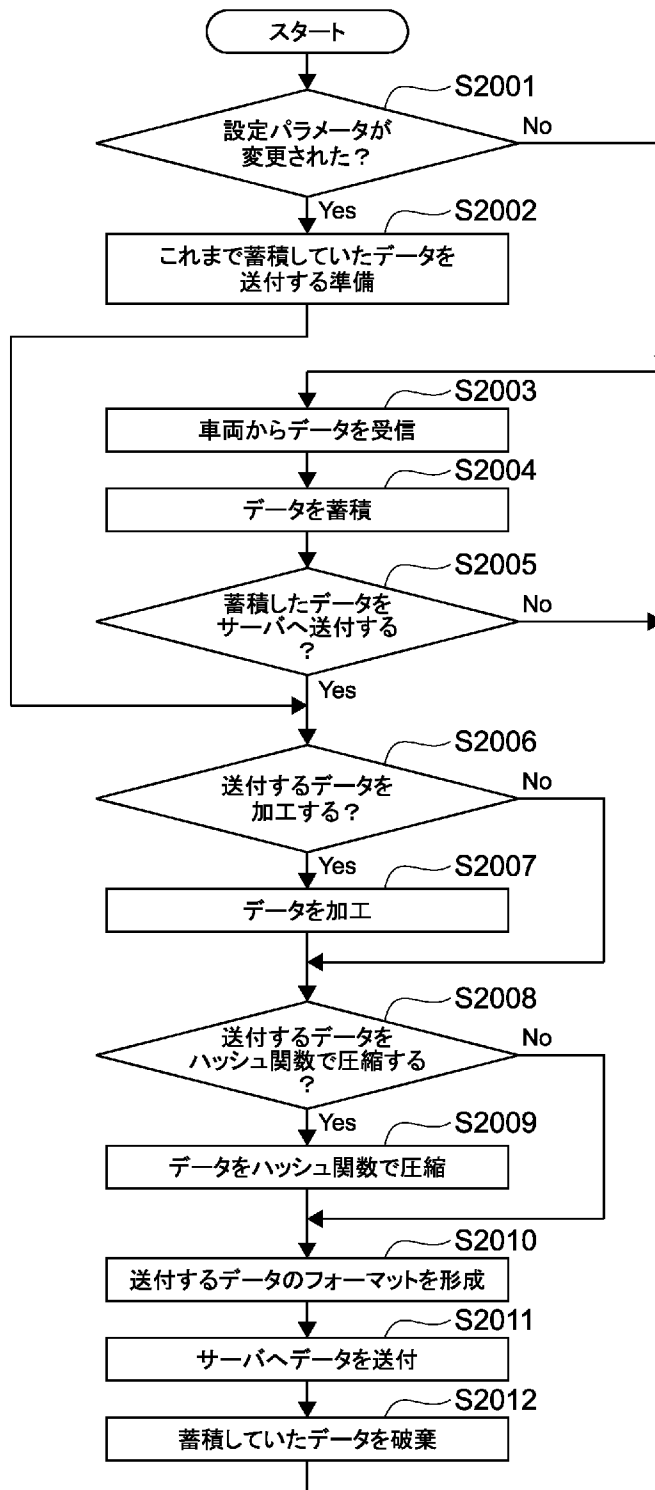 スタート
S2001
設定パラメータが
変更された？
No
Yes
S2002
これまで蓄積していたデータを
送付する準備
S2003
車両からデータを受信
S2004
データを蓄積
S2005
蓄積したデータを
サーバへ送付する
？
No
Yes
S2006
送付するデータを
加工する？
No
Yes
S2007
データを加工
S2008
送付するデータを
ハッシュ関数で圧縮する
？
No
Yes
S2009
データをハッシュ関数で圧縮
S2010
送付するデータのフォーマットを形成
S2011
サーバへデータを送付
S2012
蓄積していたデータを破棄